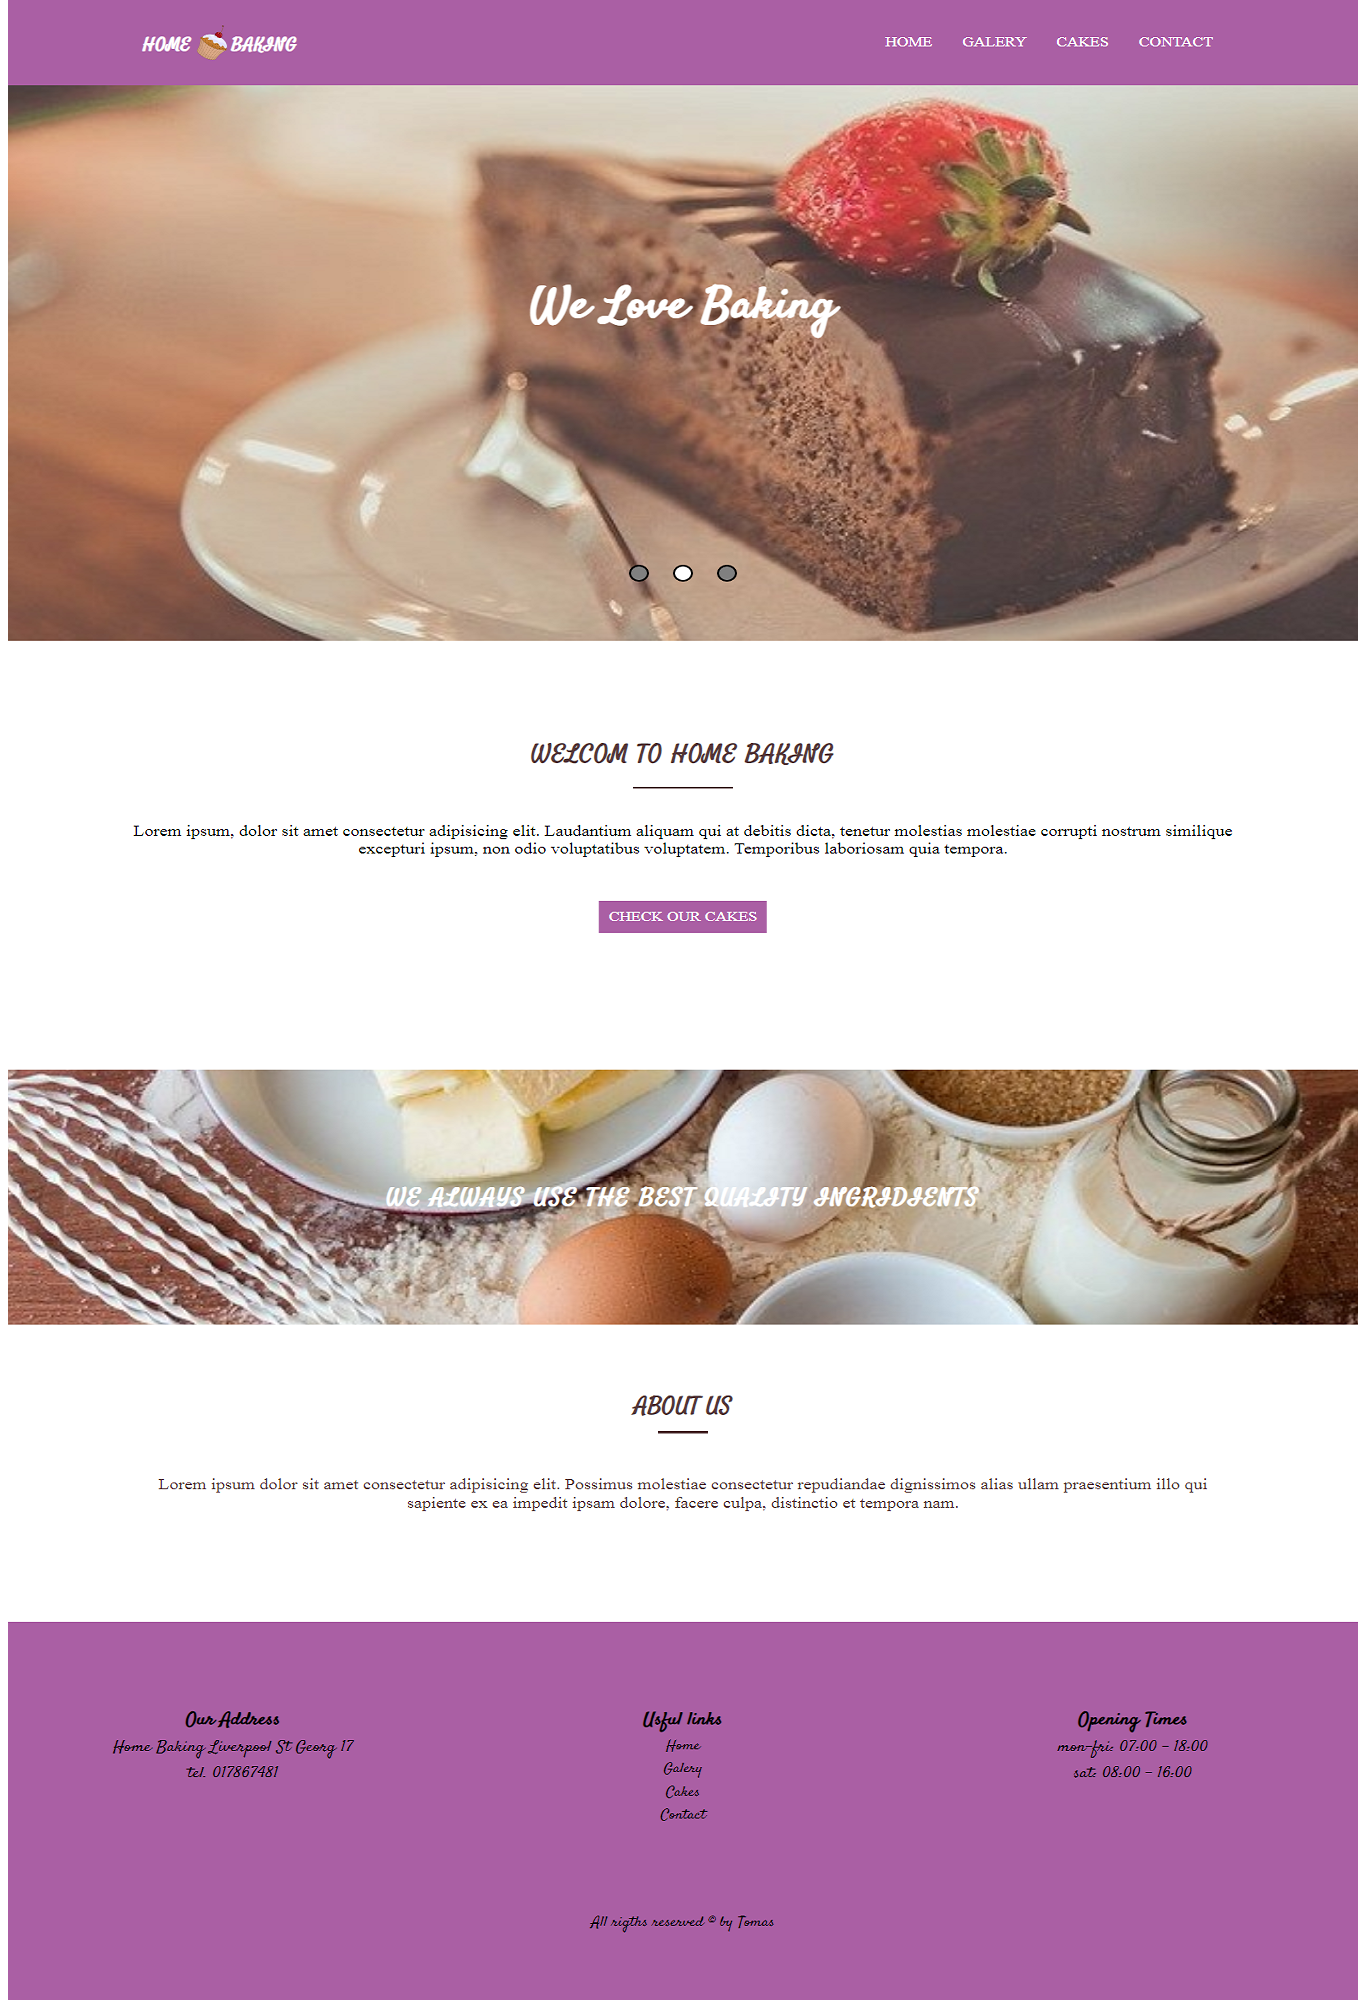 HOME BAKING
HOME GALERY CAKES CONTACT
We Love Baking
WELCOM TO HOME BAKING
Lorem ipsum, dolor sit amet consectetur adipisicing elit. Laudantium aliquam qui at debitis dicta, tenetur molestias molestiae corrupti nostrum similique
excepturi ipsum, non odio voluptatibus voluptatem. Temporibus laboriosam quia tempora.
CHECK OUR CAKES
WE ALWAYS USE THE BEST QUALITY INGRIDIENTS
ABOUT US
Lorem ipsum dolor sit amet consectetur adipisicing elit. Possimus molestiae consectetur repudiandae dignissimos alias ullam praesentium illo qui
sapiente ex ea impedit ipsam dolore, facere culpa, distinctio et tempora nam.
Our Address
Home Baking Liverpool St Georg 17
tel. 017867481
Usful links
Home
Galery
Cakes
Contact
Opening Times
mon-fri: 07:00 - 18:00
sat: 08:00 - 16:00
All rigths reserved © by Tomas